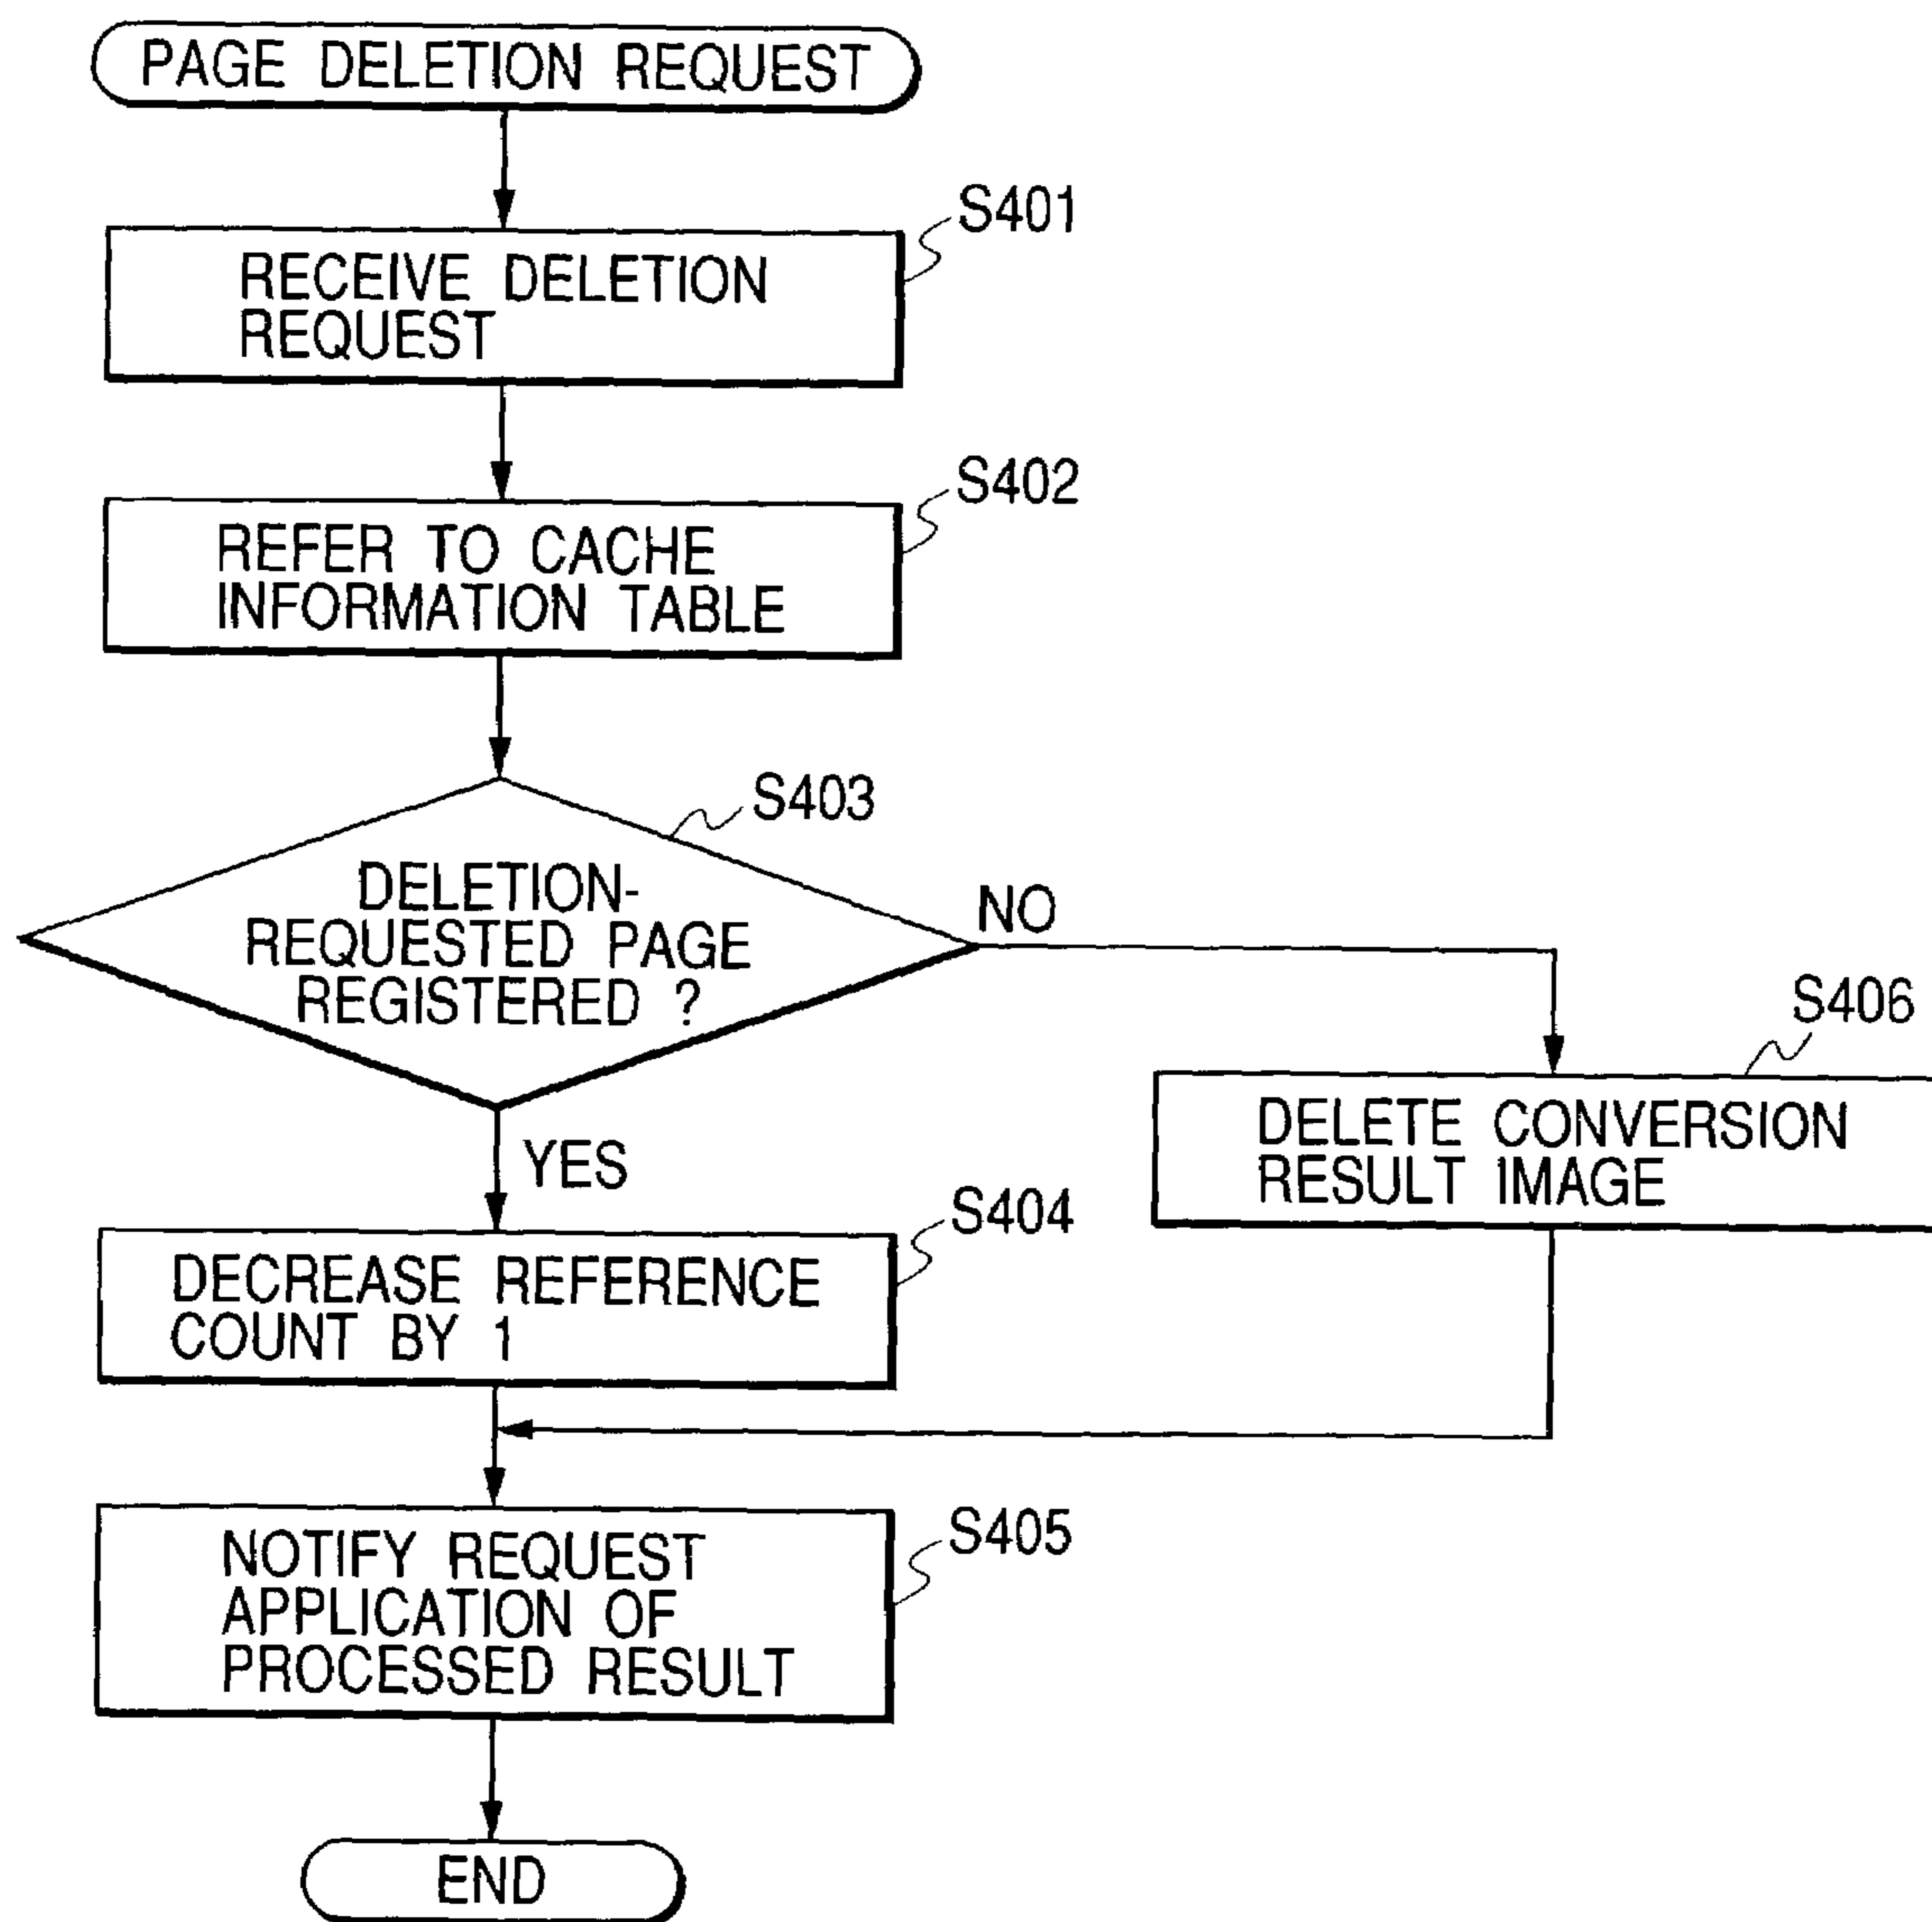 PAGE DELETION REQUEST
S401
RECEIVE DELETION
REQUEST
S402
REFER TO CACHE
INFORMATION TABLE
S403
DELETION-
REQUESTED PAGE
REGISTERED ?
NO
YES
S406
DELETE CONVERSION
RESULT IMAGE
S404
DECREASE REFERENCE
COUNT BY 1
S405
NOTIFY REQUEST
APPLICATION OF
PROCESSED RESULT
END